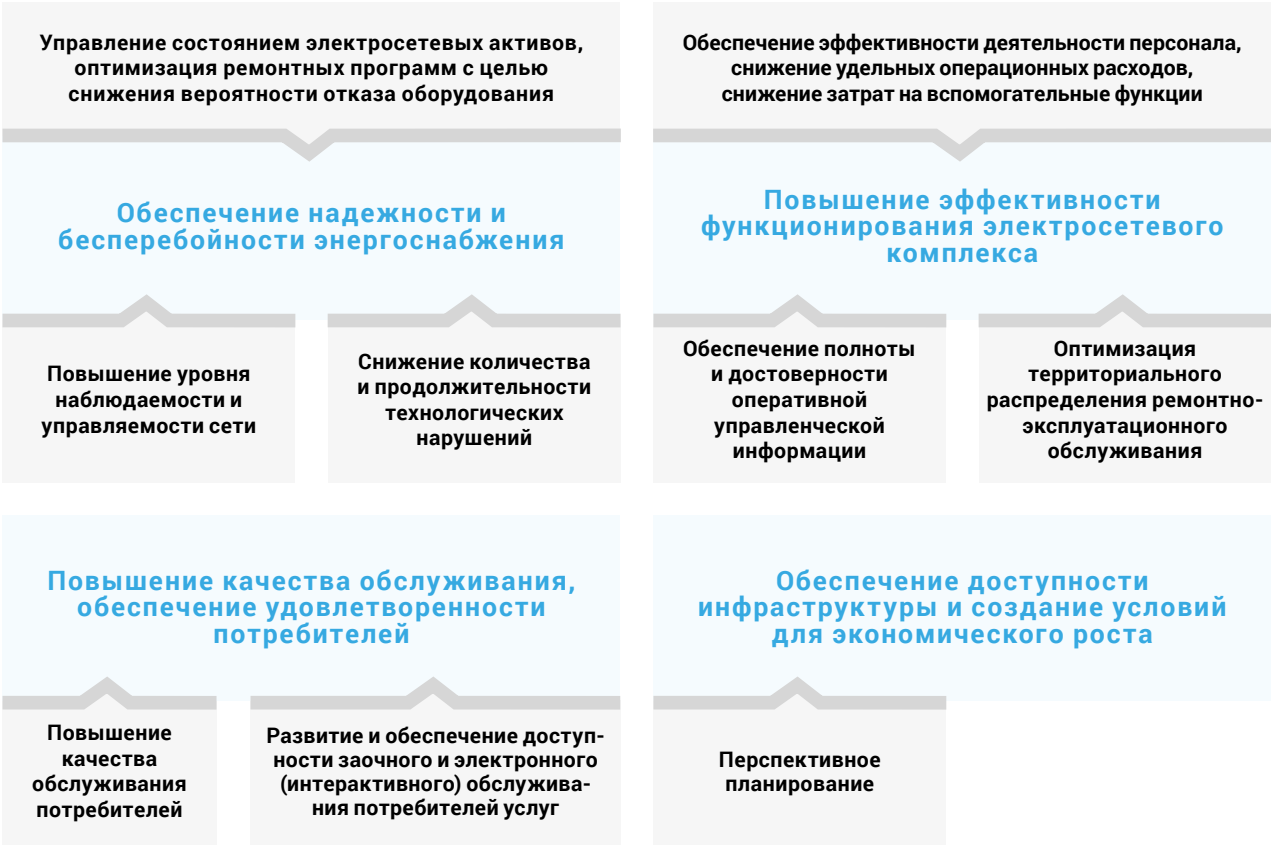 Управление состоянием электросетевых активов,
оптимизация ремонтных программ с целью
снижения вероятности отказа оборудования
Обеспечение надежности и
бесперебойности энергоснабжения
Повышение уровня
наблюдаемости и
управляемости сети
Снижение количества
и продолжительности
технологических
нарушений
Обеспечение эффективности деятельности персонала,
снижение удельных операционных расходов,
снижение затрат на вспомогательные функции
Повышение эффективности
функционирования электросетевого
комплекса
Обеспечение полноты
и достоверности
оперативной
управленческой
информации
Оптимизация
территориального
распределения ремонтно-
эксплуатационного
обслуживания
Повышение качества обслуживания,
обеспечение удовлетворенности
потребителей
Повышение
качества
обслуживания
потребителей
Развитие и обеспечение доступ-
ности заочного и электронного
(интерактивного) обслужива-
ния потребителей услуг
Обеспечение доступности
инфраструктуры и создание условий
для экономического роста
Перспективное
планирование